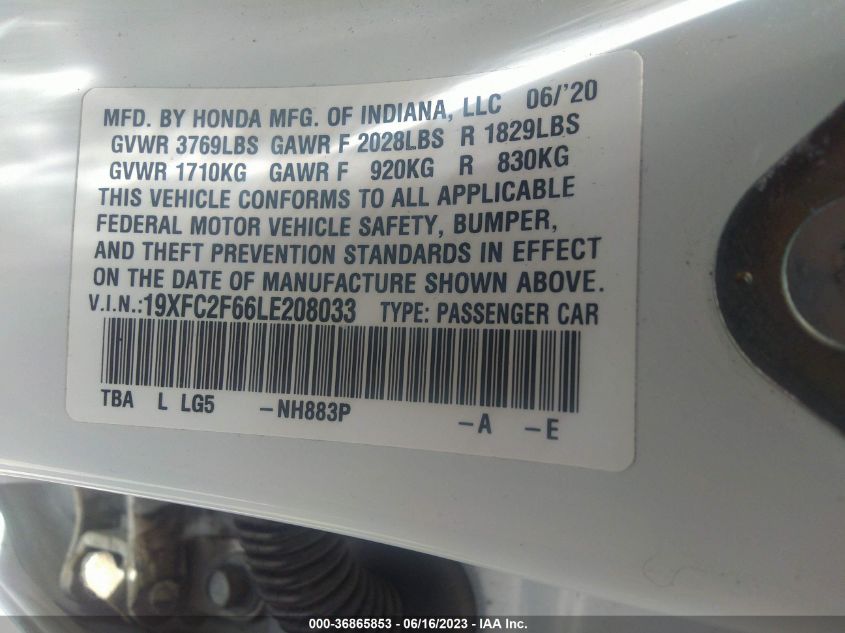 MFD. BY HONDA MFG. OF INDIANA, LLC 06/'20
GVWR 3769LBS GAWR F 2028LBS R 1829LBS
GVWR 1710KG GAWR F 920KG R 830KG
THIS VEHICLE CONFORMS TO ALL APPLICABLE
FEDERAL MOTOR VEHICLE SAFETY, BUMPER,
AND THEFT PREVENTION STANDARDS IN EFFECT
ON THE DATE OF MANUFACTURE SHOWN ABOVE.
V.I.N.:19XFC2F66LE208033 TYPE: PASSENGER CAR
TBA L LG5 -NH883P -A -E
000-36865853 - 06/16/2023 - IAA Inc.